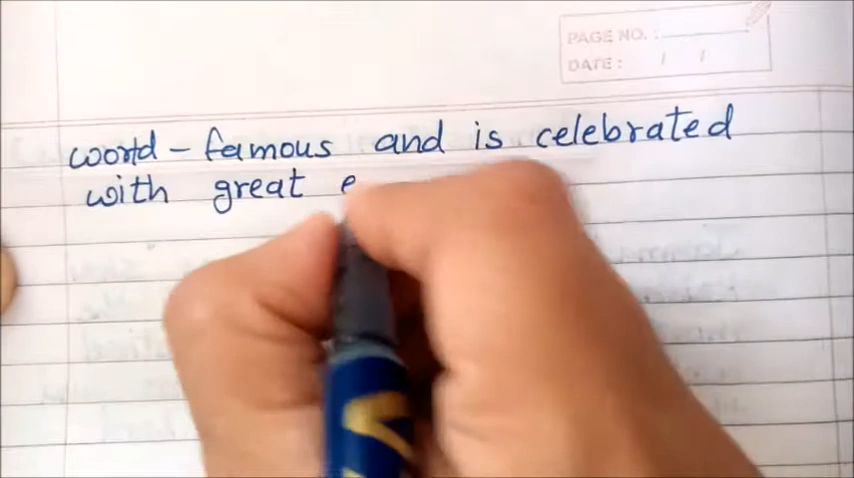 PAGE NO. :
DATE : / /
world - famous and is celebrated
with great e